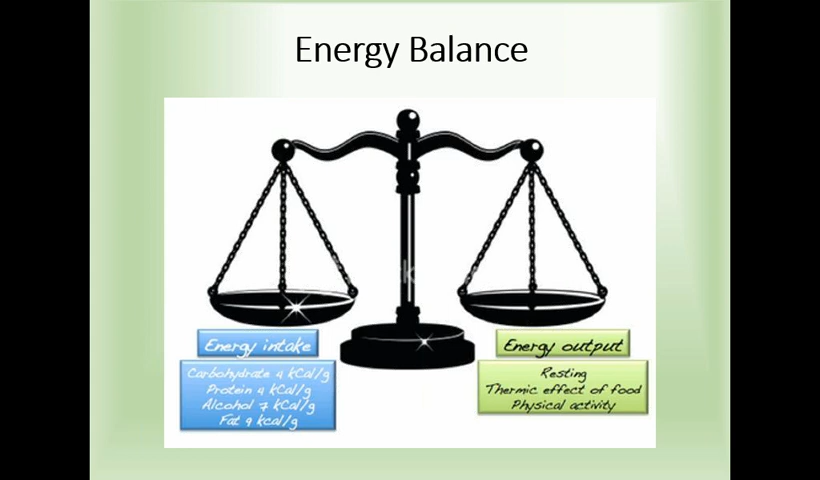 Energy Balance
Energy intake
Carbohydrate 4 kCal/g
Protein 4 kCal/g
Alcohol 7 kCal/g
Fat 9 kcal/g
Energy output
Resting
Thermic effect of food
Physical activity